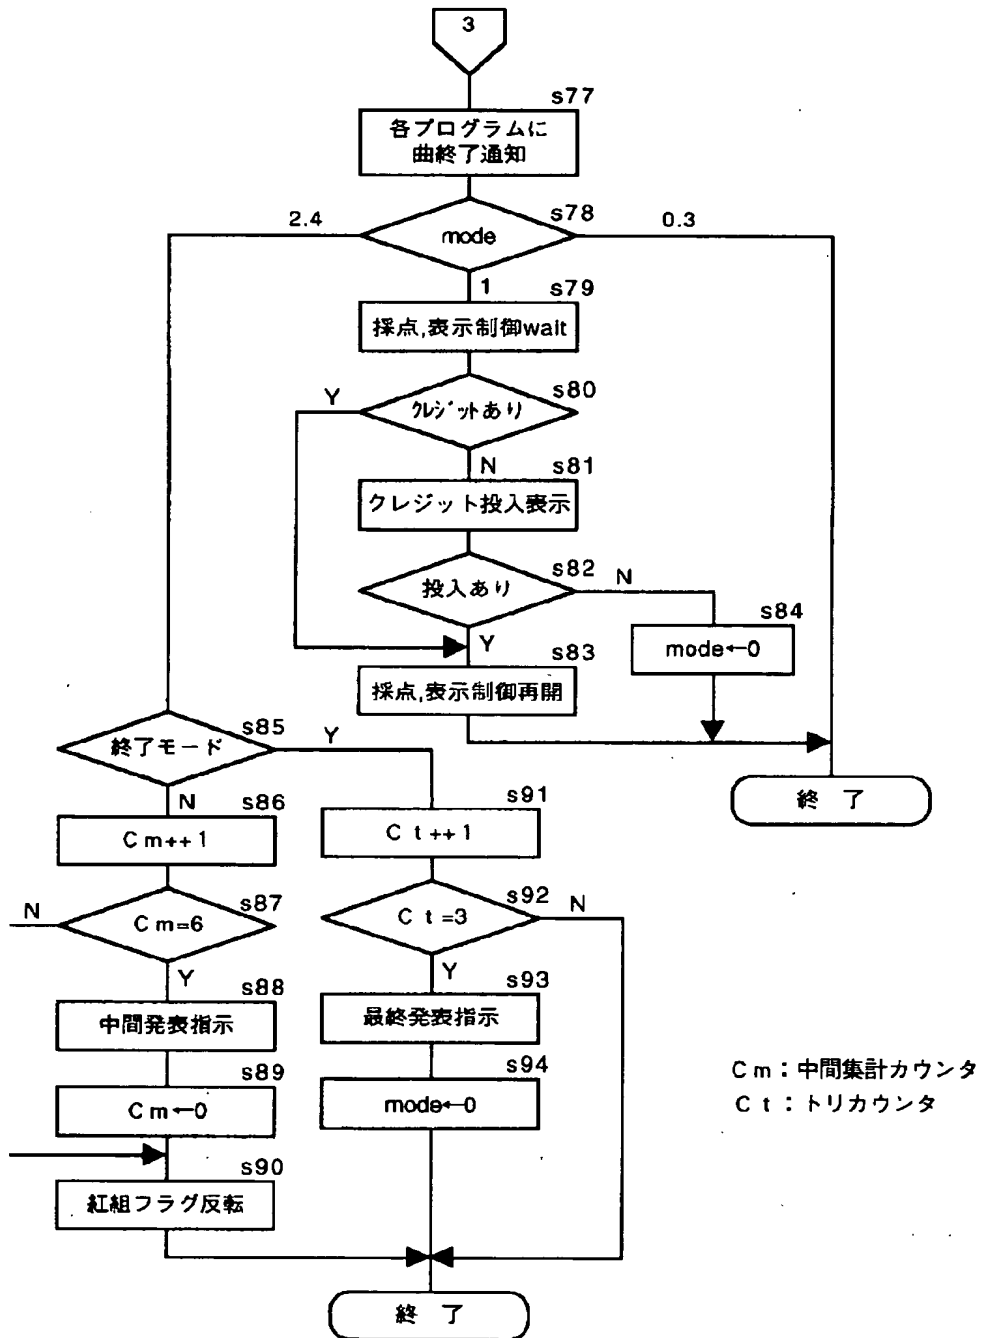 3
s77
各プログラムに
曲終了通知
2.4
s78
0.3
mode
1
s79
採点,表示制御wait
Y
s80
クレジットあり
N
s81
クレジット投入表示
s82
投入あり
N
s84
Y
mode←0
s83
採点,表示制御再開
s85
終了モード
Y
終 了
N
s86
Cm++1
s91
Ct++1
N
s87
Cm=6
s92
Ct=3
N
Y
s88
中間発表指示
Y
s93
最終発表指示
s89
Cm←0
s94
mode←0
Cm：中間集計カウンタ
Ct：トリカウンタ
s90
紅組フラグ反転
終 了